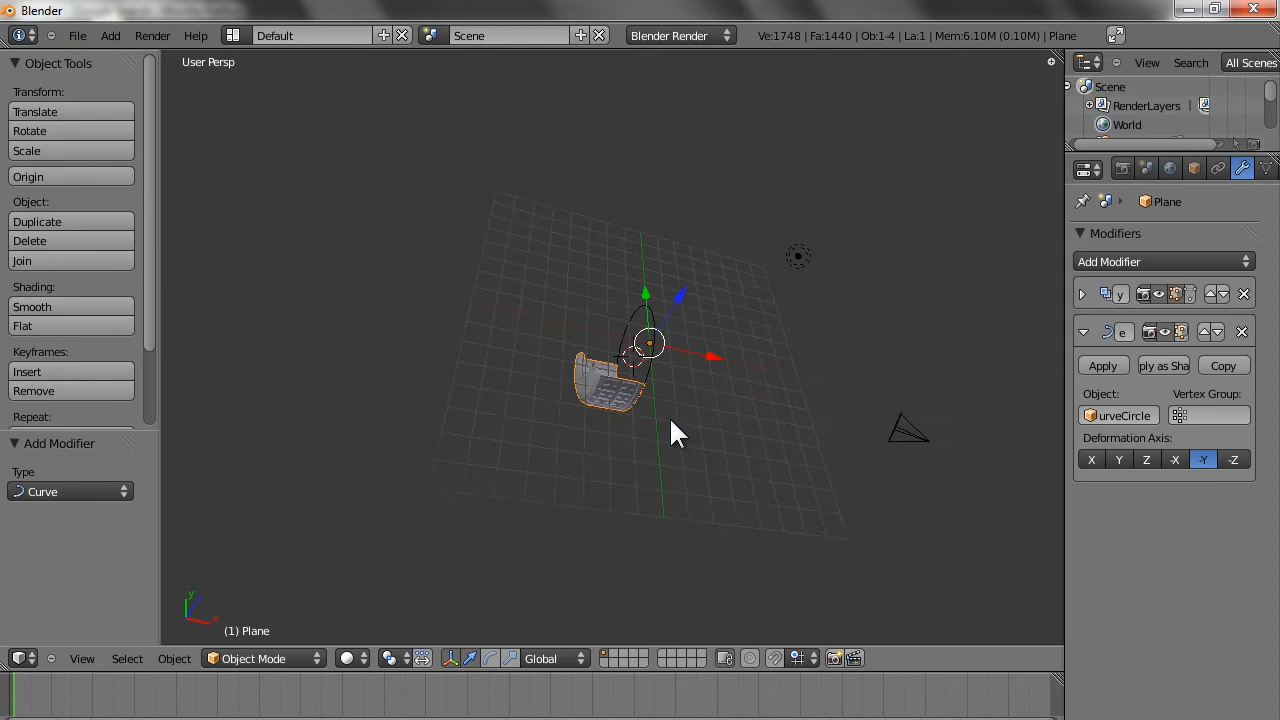 Blender
File Add Render Help Default Scene Blender Render Ve:1748 | Fa:1440 | Ob:1-4 | La:1 | Mem:6.10M (0.10M) | Plane
Object Tools
Transform:
Translate
Rotate
Scale
Origin
Object:
Duplicate
Delete
Join
Shading:
Smooth
Flat
Keyframes:
Insert
Remove
Repeat:
Add Modifier
Type
Curve
User Persp
y
z
x
(1) Plane
View Select Object Object Mode Global
View Search All Scenes
Scene
RenderLayers |
World
Plane
Modifiers
Add Modifier
y
e
Apply ply as Sha Copy
Object: Vertex Group:
urveCircle
Deformation Axis:
X Y Z -X -Y -Z